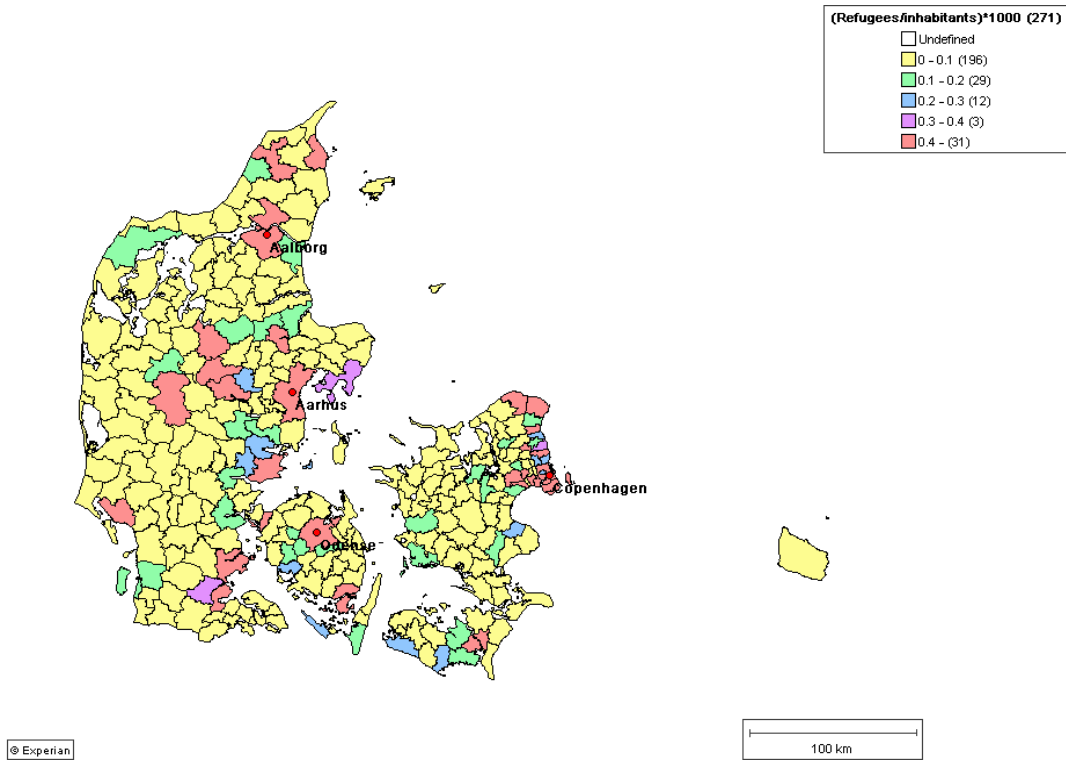 (Refugees/inhabitants)*1000 (271)
Undefined
0 - 0.1 (196)
0.1 - 0.2 (29)
0.2 - 0.3 (12)
0.3 - 0.4 (3)
0.4 - (31)
Aalborg
Aarhus
Copenhagen
Odense
© Experian
100 km